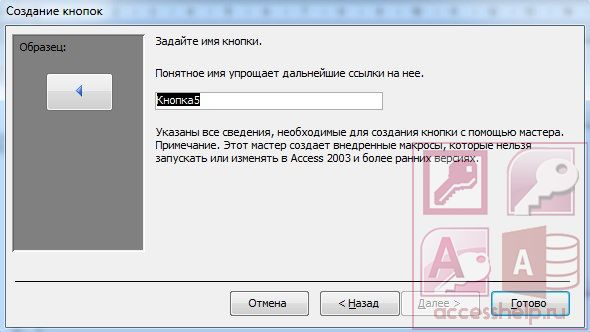 Создание кнопок
Образец:
Задайте имя кнопки.
Понятное имя упрощает дальнейшие ссылки на нее.
Кнопка5
Указаны все сведения, необходимые для создания кнопки с помощью мастера.
Примечание. Этот мастер создает внедренные макросы, которые нельзя
запускать или изменять в Access 2003 и более ранних версиях.
A A
Отмена < Назад Далее > Готово
accesshelp.ru